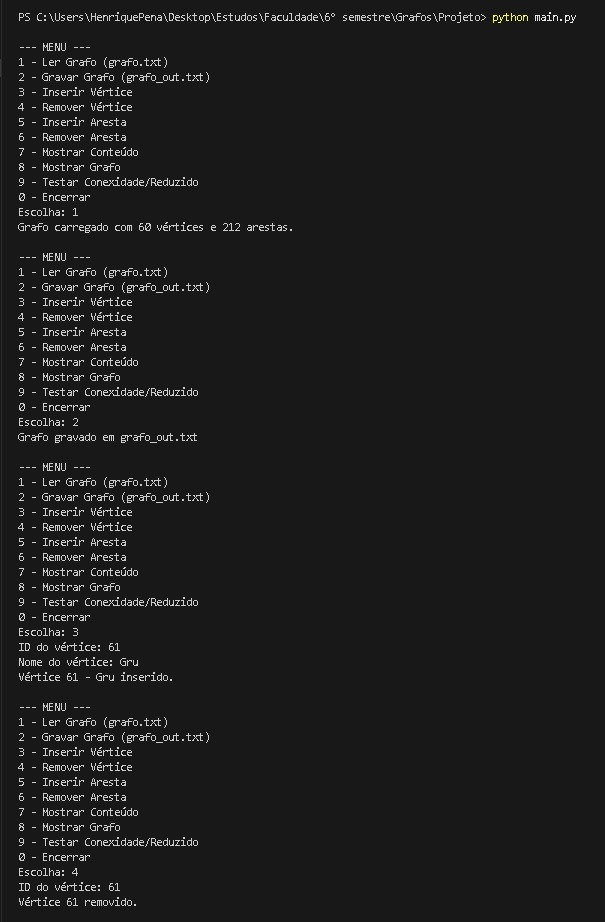 PS C:\Users\HenriquePena\Desktop\Estudos\Faculdade\6° semestre\Grafos\Projeto> python main.py
--- MENU ---
1 - Ler Grafo (grafo.txt)
2 - Gravar Grafo (grafo_out.txt)
3 - Inserir Vértice
4 - Remover Vértice
5 - Inserir Aresta
6 - Remover Aresta
7 - Mostrar Conteúdo
8 - Mostrar Grafo
9 - Testar Conexidade/Reduzido
0 - Encerrar
Escolha: 1
Grafo carregado com 60 vértices e 212 arestas.
--- MENU ---
1 - Ler Grafo (grafo.txt)
2 - Gravar Grafo (grafo_out.txt)
3 - Inserir Vértice
4 - Remover Vértice
5 - Inserir Aresta
6 - Remover Aresta
7 - Mostrar Conteúdo
8 - Mostrar Grafo
9 - Testar Conexidade/Reduzido
0 - Encerrar
Escolha: 2
Grafo gravado em grafo_out.txt
--- MENU ---
1 - Ler Grafo (grafo.txt)
2 - Gravar Grafo (grafo_out.txt)
3 - Inserir Vértice
4 - Remover Vértice
5 - Inserir Aresta
6 - Remover Aresta
7 - Mostrar Conteúdo
8 - Mostrar Grafo
9 - Testar Conexidade/Reduzido
0 - Encerrar
Escolha: 3
ID do vértice: 61
Nome do vértice: Gru
Vértice 61 - Gru inserido.
--- MENU ---
1 - Ler Grafo (grafo.txt)
2 - Gravar Grafo (grafo_out.txt)
3 - Inserir Vértice
4 - Remover Vértice
5 - Inserir Aresta
6 - Remover Aresta
7 - Mostrar Conteúdo
8 - Mostrar Grafo
9 - Testar Conexidade/Reduzido
0 - Encerrar
Escolha: 4
ID do vértice: 61
Vértice 61 removido.